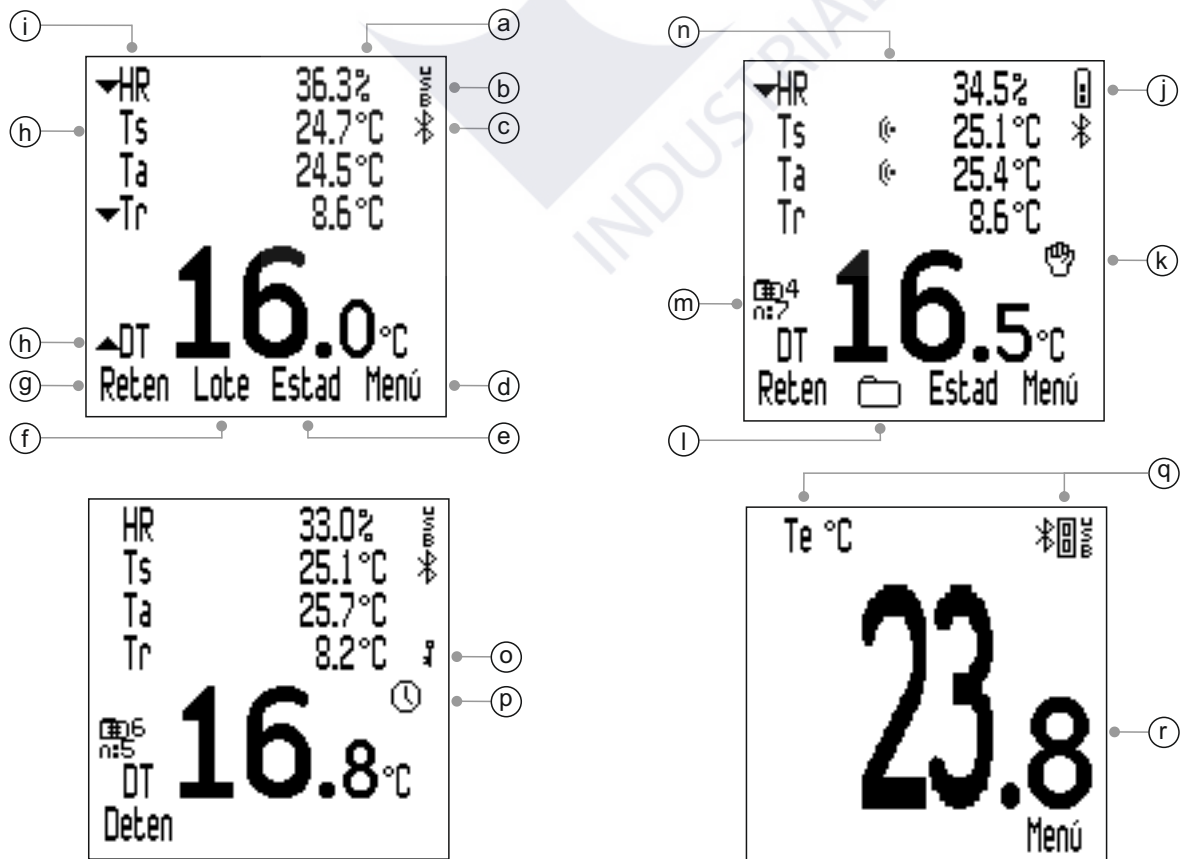 i
a
n
▼HR 36.3% USB
b
▼HR 34.5%
j
h
Ts 24.7°C
c
Ts 25.1°C
Ta 24.5°C
Ta 25.4°C
▼Tr 8.6°C
Tr 8.6°C
INDUSTRIAL
k
m
#4
n:7
h
▲DT 16.0°C
DT 16.5°C
g
Reten Lote Estad Menú
d
Reten Estad Menú
f
e
l
q
HR 33.0% USB
Ts 25.1°C
Ta 25.7°C
Tr 8.2°C
o
p
#6
n:5
DT 16.8°C
Deten
Te °C USB
23.8
r
Menú